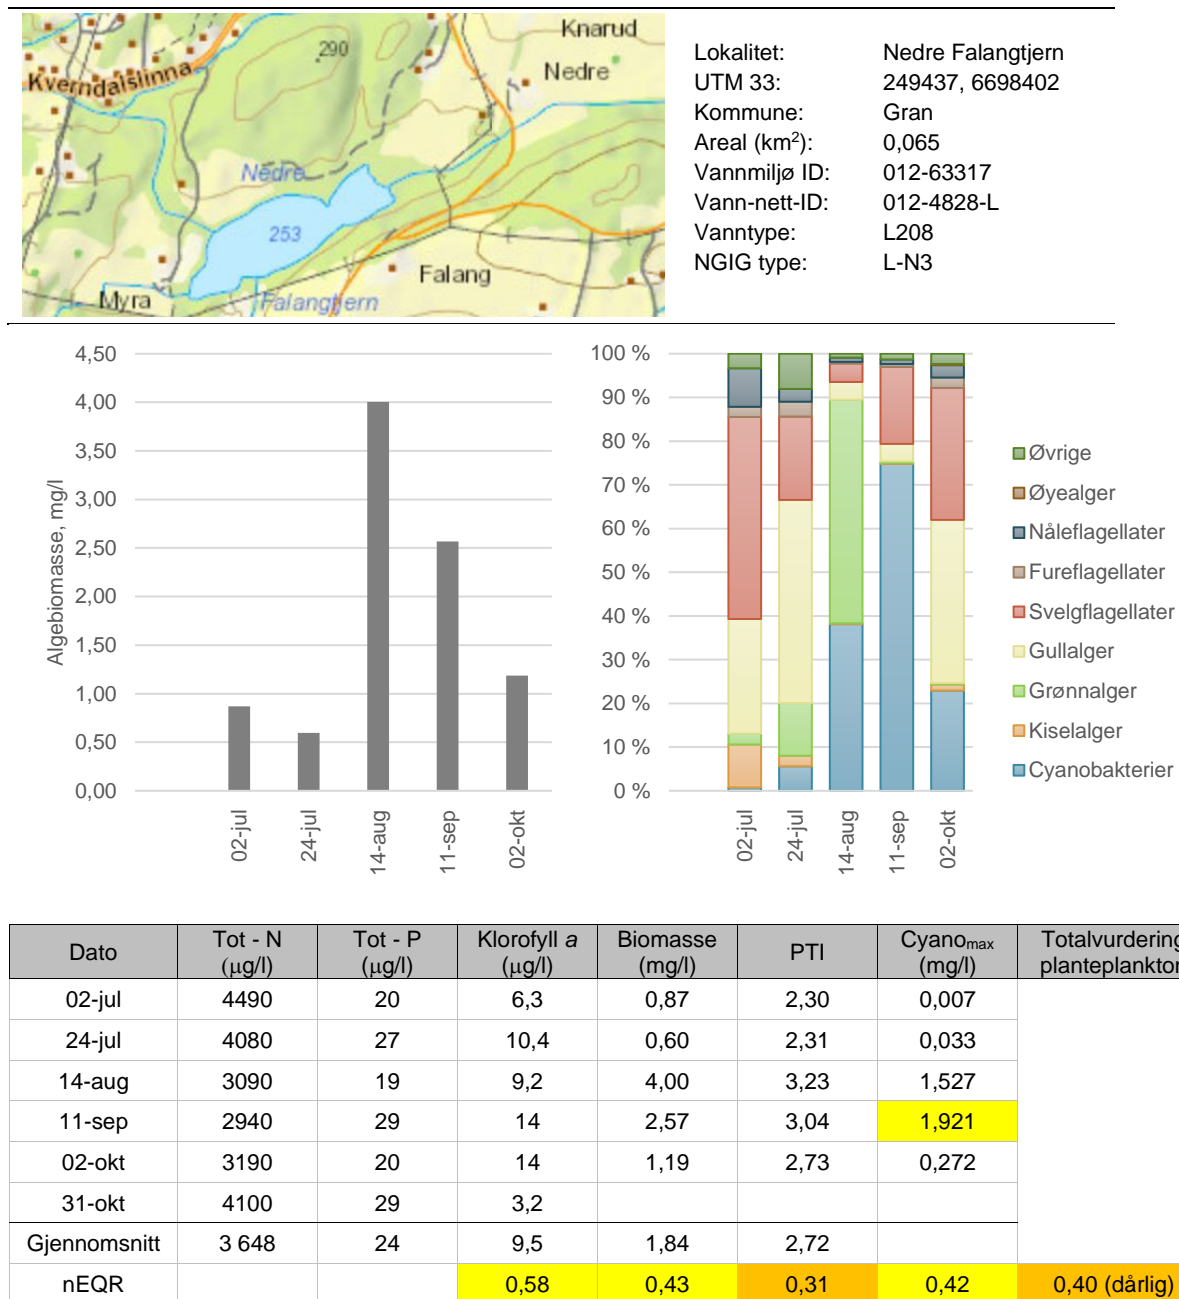 Knarud
290
Nedre
Kverndalslinna
Nedre
253
Falang
Myra
Falangtjern
Lokalitet: Nedre Falangtjern
UTM 33: 249437, 6698402
Kommune: Gran
Areal (km²): 0,065
Vannmiljø ID: 012-63317
Vann-nett-ID: 012-4828-L
Vanntype: L208
NGIG type: L-N3
Algebiomasse, mg/l
4,50
4,00
3,50
3,00
2,50
2,00
1,50
1,00
0,50
0,00
02-jul 24-jul 14-aug 11-sep 02-okt
100 %
90 %
80 %
70 %
60 %
50 %
40 %
30 %
20 %
10 %
0 %
02-jul 24-jul 14-aug 11-sep 02-okt
Øvrige
Øyealger
Nåleflagellater
Fureflagellater
Svelgflagellater
Gullalger
Grønnalger
Kiselalger
Cyanobakterier
Dato Tot - N (µg/l) Tot - P (µg/l) Klorofyll a (µg/l) Biomasse (mg/l) PTI Cyanomax (mg/l) Totalvurdering planteplankton
02-jul 4490 20 6,3 0,87 2,30 0,007
24-jul 4080 27 10,4 0,60 2,31 0,033
14-aug 3090 19 9,2 4,00 3,23 1,527
11-sep 2940 29 14 2,57 3,04 1,921
02-okt 3190 20 14 1,19 2,73 0,272
31-okt 4100 29 3,2
Gjennomsnitt 3 648 24 9,5 1,84 2,72
nEQR 0,58 0,43 0,31 0,42 0,40 (dårlig)